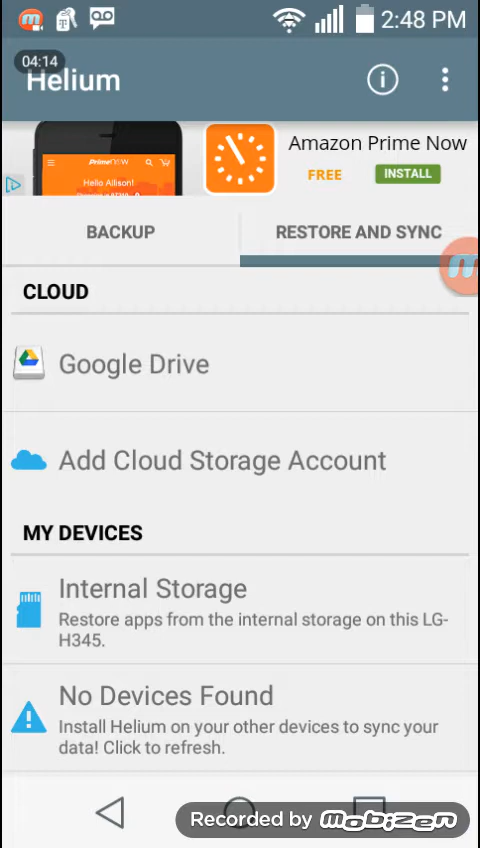 2:48 PM
04:14
Helium
Prime now
Hello Allison!
Amazon Prime Now
FREE
INSTALL
BACKUP
RESTORE AND SYNC
CLOUD
Google Drive
Add Cloud Storage Account
MY DEVICES
Internal Storage
Restore apps from the internal storage on this LG-
H345.
No Devices Found
Install Helium on your other devices to sync your
data! Click to refresh.
Recorded by mobizen